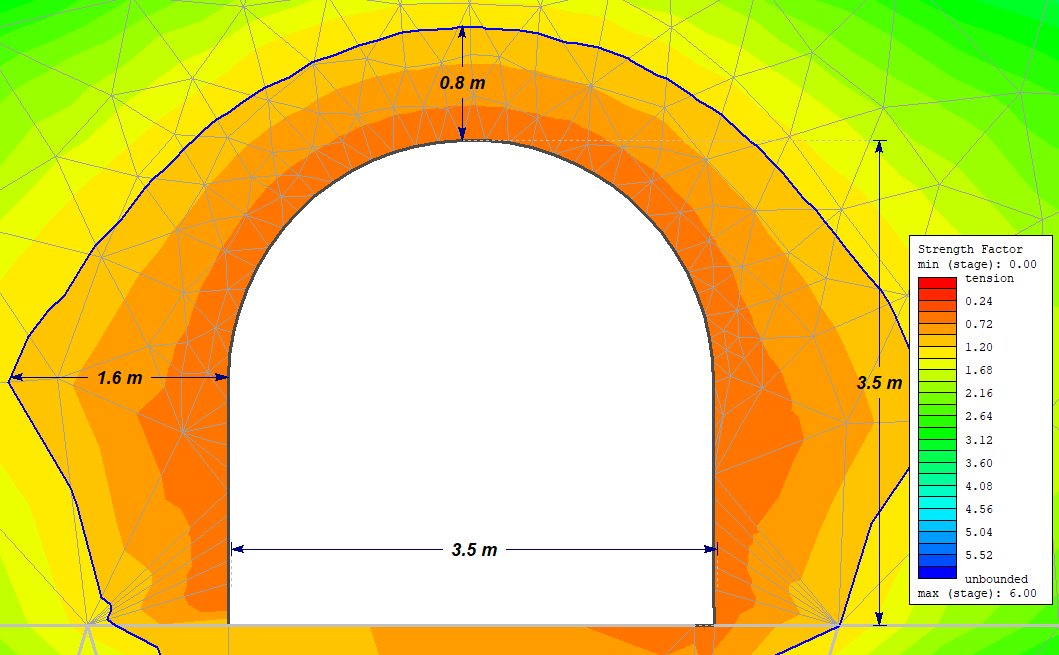 0.8 m
1.6 m
3.5 m
3.5 m
Strength Factor
min (stage): 0.00
tension
0.24
0.72
1.20
1.68
2.16
2.64
3.12
3.60
4.08
4.56
5.04
5.52
unbounded
max (stage): 6.00